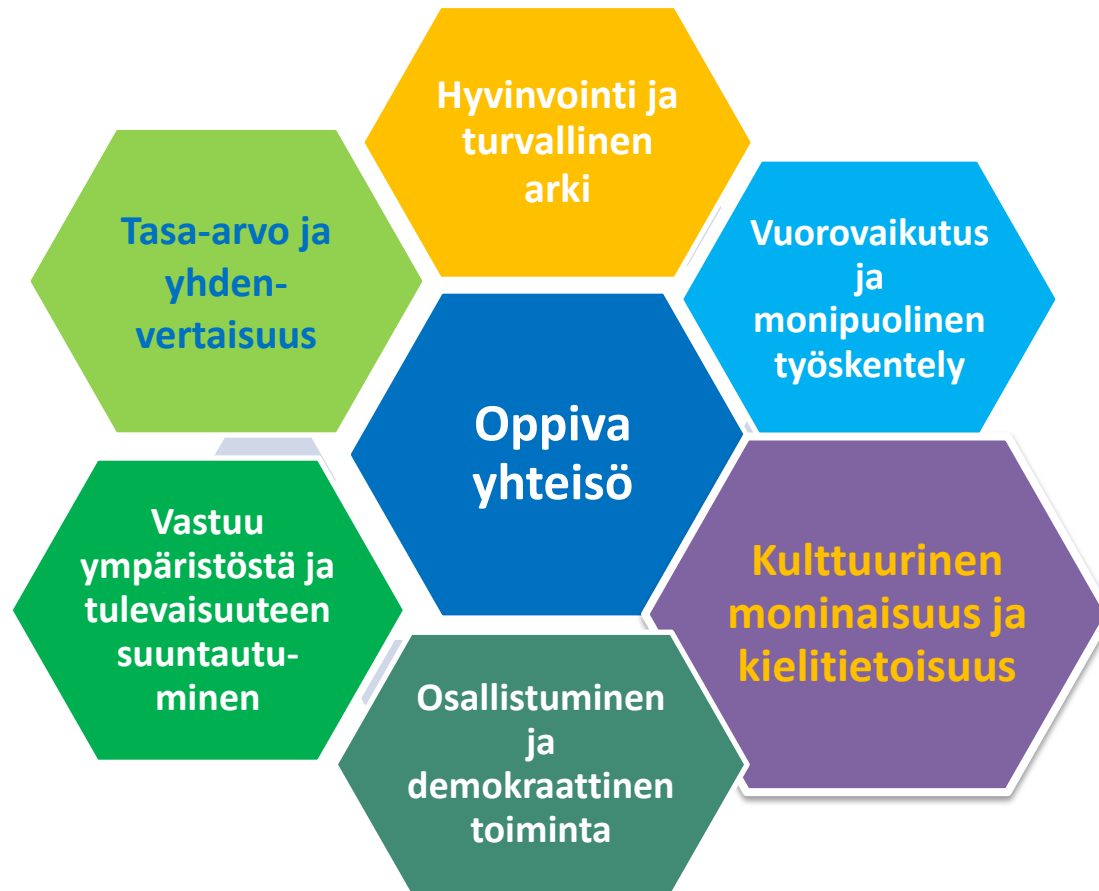 Hyvinvointi ja
turvallinen
arki
Tasa-arvo ja
yhden-
vertaisuus
Vuorovaikutus
ja
monipuolinen
työskentely
Oppiva
yhteisö
Vastuu
ympäristöstä ja
tulevaisuuteen
suuntautu-
minen
Kulttuurinen
moninaisuus ja
kielitietoisuus
Osallistuminen
ja
demokraattinen
toiminta